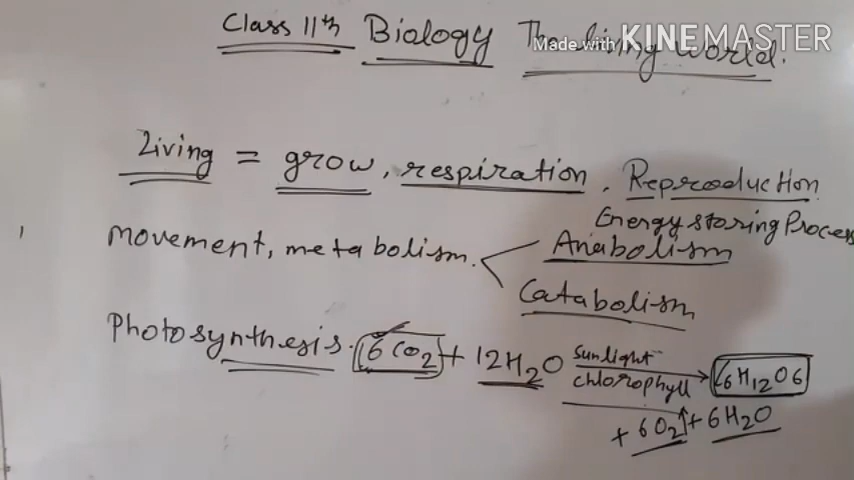 Class 11th Biology The living world.
Made with KINEMASTER
Living = grow, respiration, Reproduction
Energy storing Process
movement, metabolism. Anabolism
Catabolism
Photosynthesis. 6CO2 + 12H2O sunlight chlorophyll C6H12O6
+ 6O2↑ + 6H2O